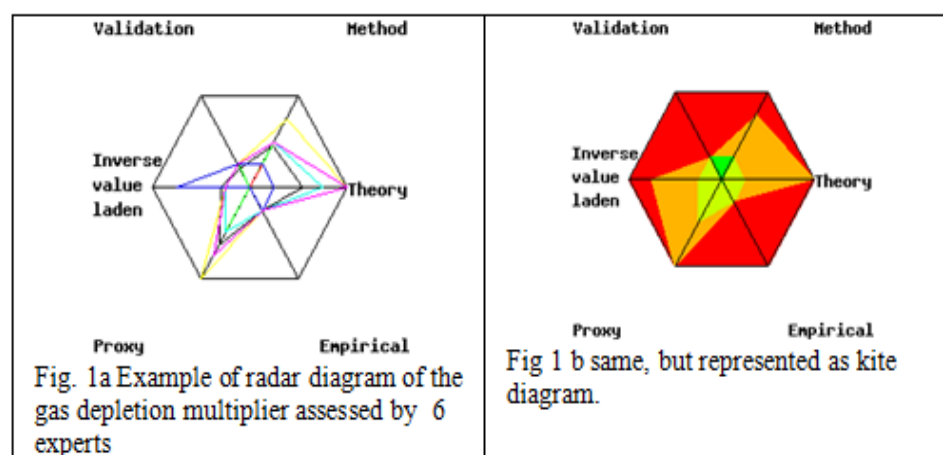 Validation Method
Inverse
value
laden
Theory
Proxy Empirical
Fig. 1a Example of radar diagram of the
gas depletion multiplier assessed by 6
experts
Validation Method
Inverse
value
laden
Theory
Proxy Empirical
Fig 1 b same, but represented as kite
diagram.